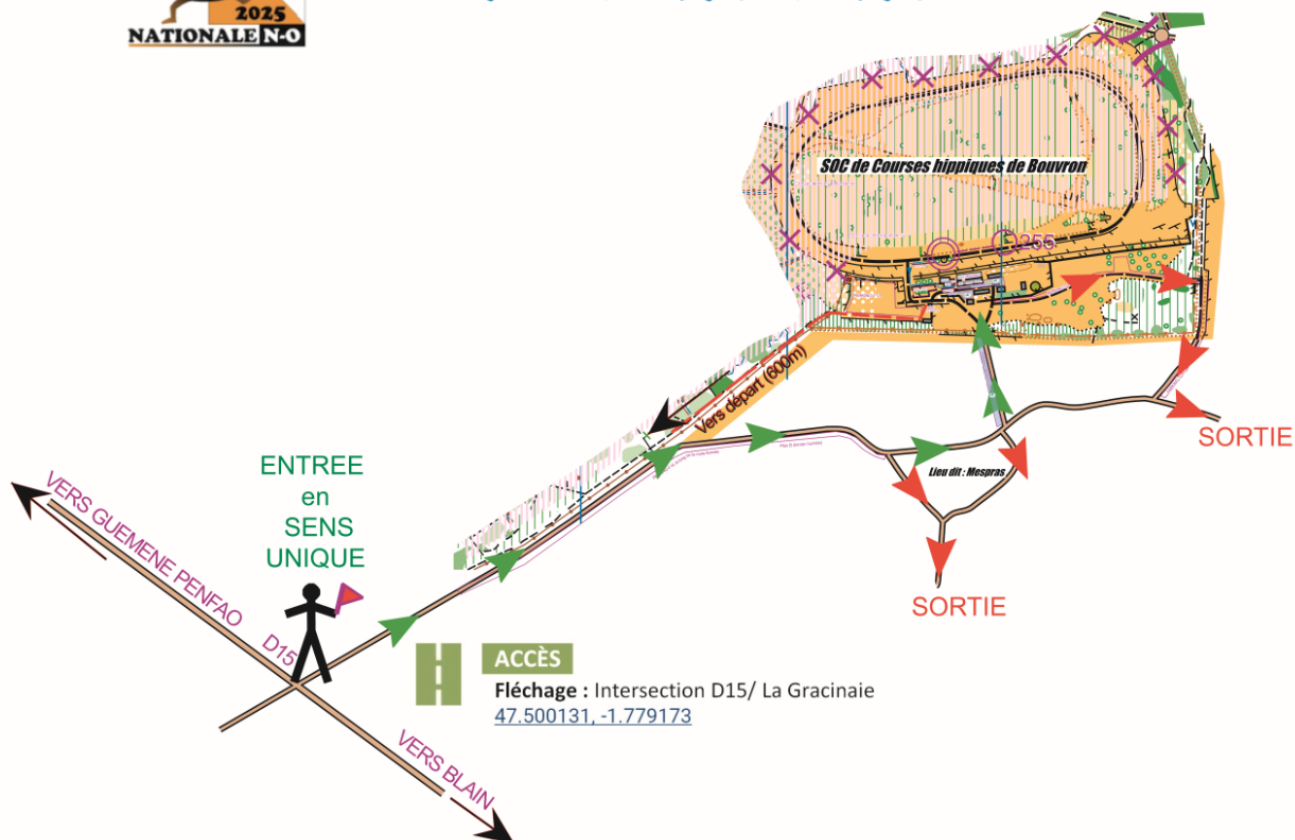 2025
NATIONALE N-O
SOC de Courses hippiques de Bouvron
255
Vers départ (600m)
SORTIE
Lieu dit : Mespras
ENTREE
en
SENS
UNIQUE
VERS GUEMENE PENFAO
D15
SORTIE
ACCÈS
Fléchage : Intersection D15/ La Gracinaie
47.500131, -1.779173
VERS BLAIN